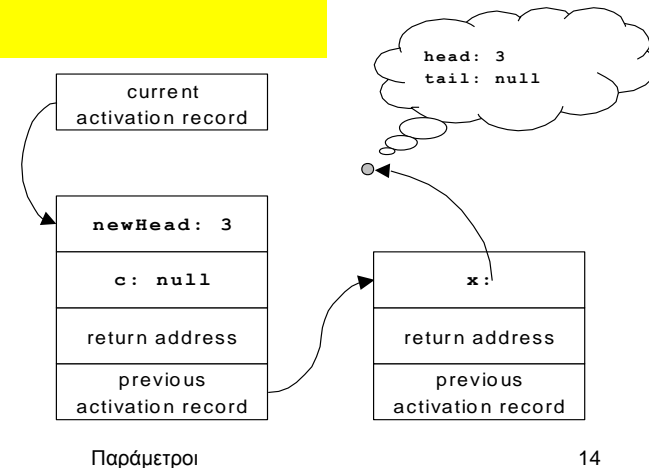 head: 3
tail: null
current
activation record
newHead: 3
c: null
return address
previous
activation record
x:
return address
previous
activation record
Παράμετροι
14